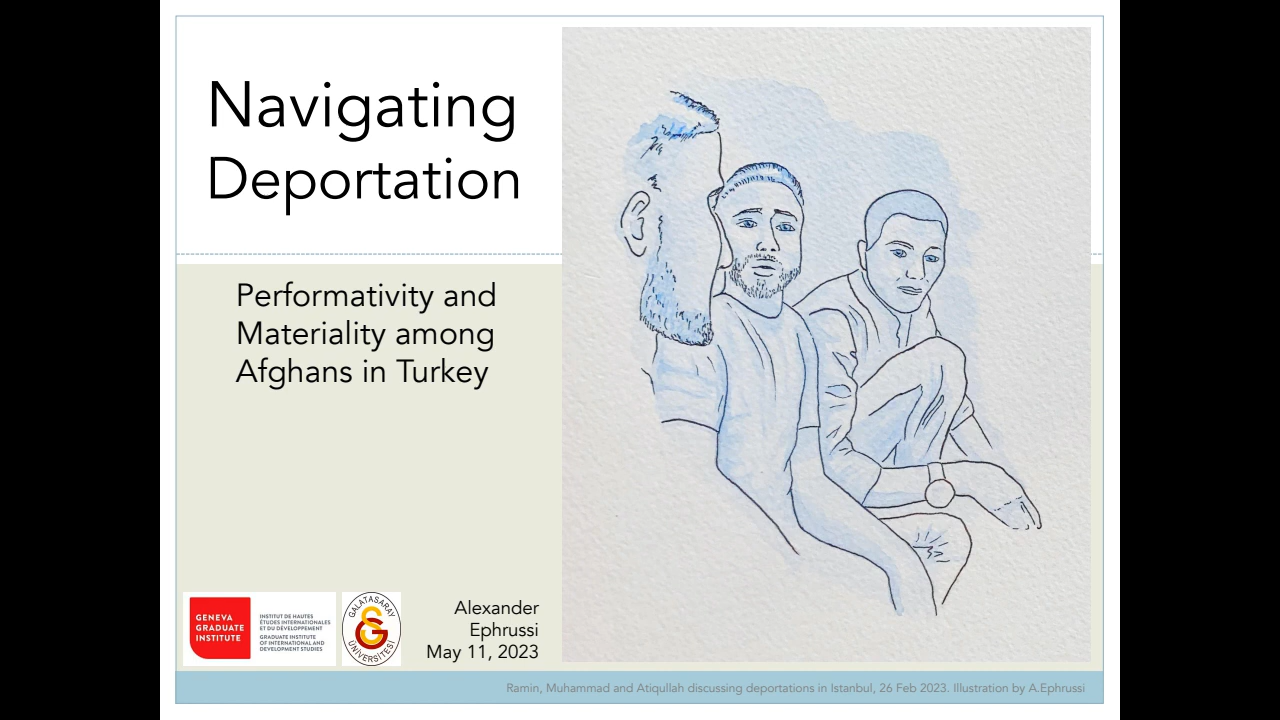 Navigating
Deportation
Performativity and
Materiality among
Afghans in Turkey
GENEVA
GRADUATE
INSTITUTE
INSTITUT DE HAUTES
ÉTUDES INTERNATIONALES
ET DU DÉVELOPPEMENT
GRADUATE INSTITUTE
OF INTERNATIONAL AND
DEVELOPMENT STUDIES
GALATASARAY
ÜNİVERSİTESİ
Alexander
Ephrussi
May 11, 2023
Ramin, Muhammad and Atiqullah discussing deportations in Istanbul, 26 Feb 2023. Illustration by A.Ephrussi